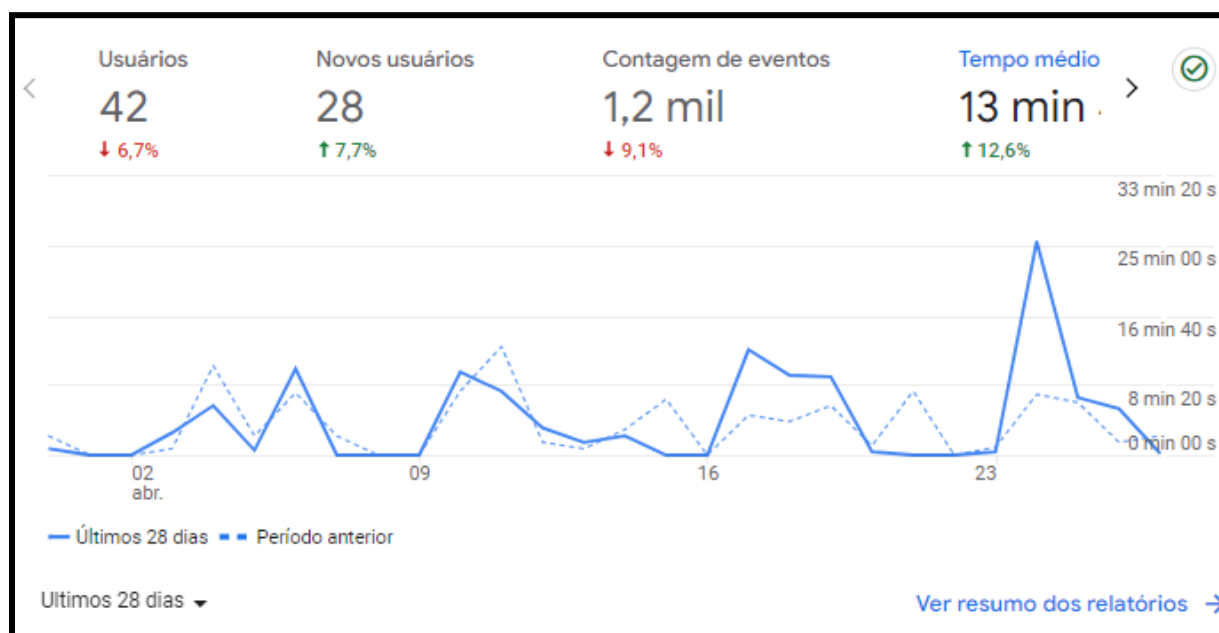 Usuários Novos usuários Contagem de eventos Tempo médio
42 28 1,2 mil 13 min
6,7% 7,7% 9,1% 12,6%
33 min 20 s
25 min 00 s
16 min 40 s
8 min 20 s
0 min 00 s
02 09 16 23
abr.
Últimos 28 dias Período anterior
Ultimos 28 dias Ver resumo dos relatórios